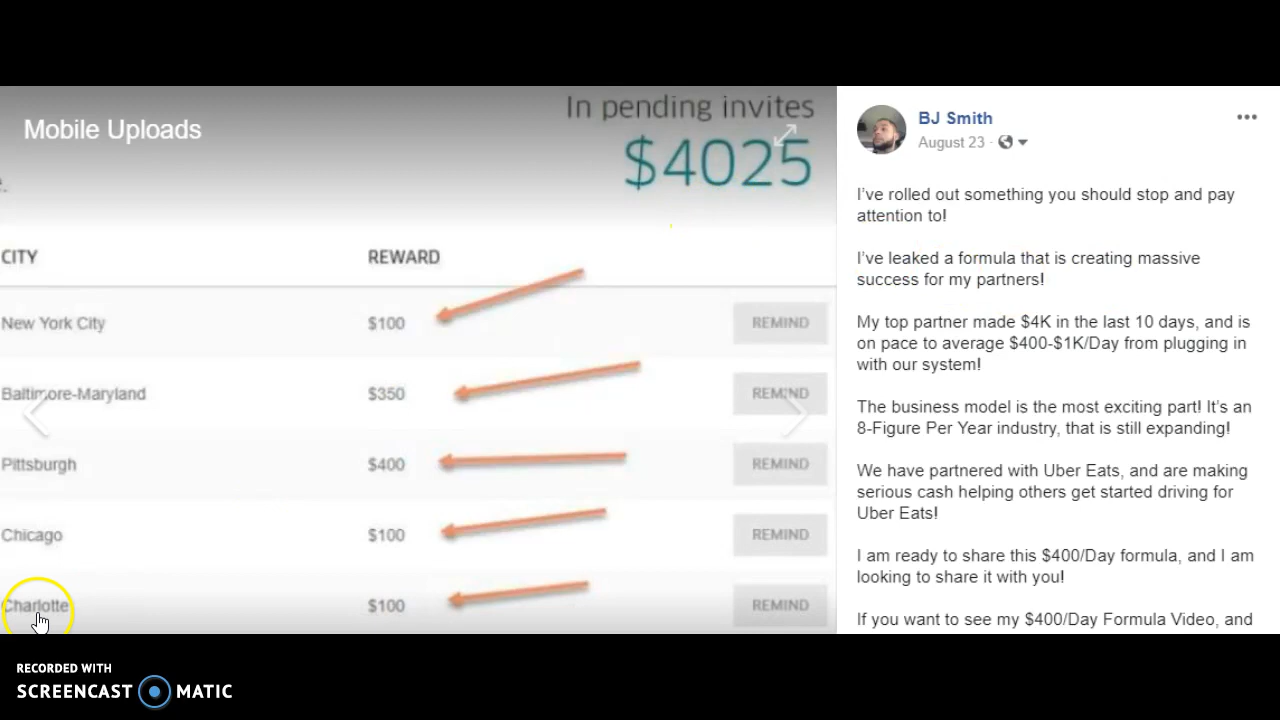 Mobile Uploads
In pending invites
$4025
e.
CITY REWARD
New York City $100 REMIND
Baltimore-Maryland $350 REMIND
Pittsburgh $400 REMIND
Chicago $100 REMIND
Charlotte $100 REMIND
BJ Smith
August 23 ·
I've rolled out something you should stop and pay
attention to!
I've leaked a formula that is creating massive
success for my partners!
My top partner made $4K in the last 10 days, and is
on pace to average $400-$1K/Day from plugging in
with our system!
The business model is the most exciting part! It's an
8-Figure Per Year industry, that is still expanding!
We have partnered with Uber Eats, and are making
serious cash helping others get started driving for
Uber Eats!
I am ready to share this $400/Day formula, and I am
looking to share it with you!
If you want to see my $400/Day Formula Video, and
RECORDED WITH
SCREENCAST MATIC